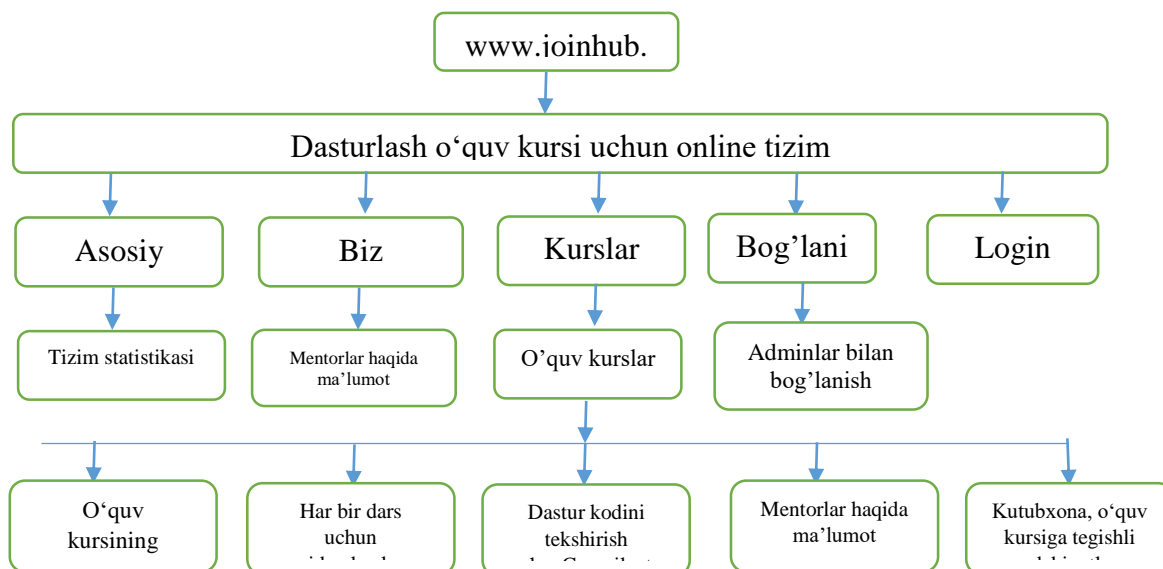 www.joinhub.
Dasturlash o‘quv kursi uchun online tizim
Asosiy
Biz
Kurslar
Bog’lani
Login
Tizim statistikasi
Mentorlar haqida
ma’lumot
O’quv kurslar
Adminlar bilan
bog’lanish
O‘quv
kursining
Har bir dars
uchun
Dastur kodini
tekshirish
Mentorlar haqida
ma’lumot
Kutubxona, o‘quv
kursiga tegishli